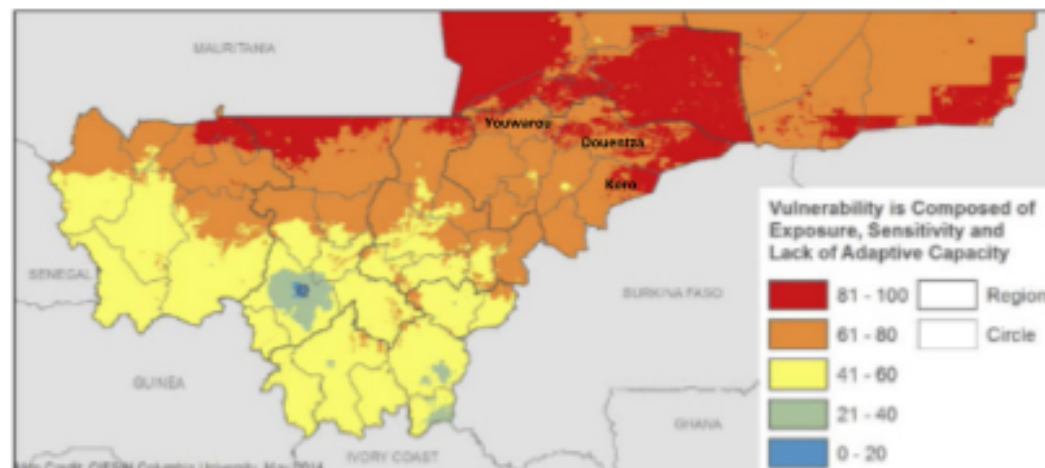 MAURITANIA
Youwarou
Douentza
Koro
SENEGAL
GUINEA
IVORY COAST
BURKINA FASO
GHANA
Vulnerability is Composed of
Exposure, Sensitivity and
Lack of Adaptive Capacity
81 - 100 Region
61 - 80 Circle
41 - 60
21 - 40
0 - 20
Credit: CIESIN Columbia University, May 2014